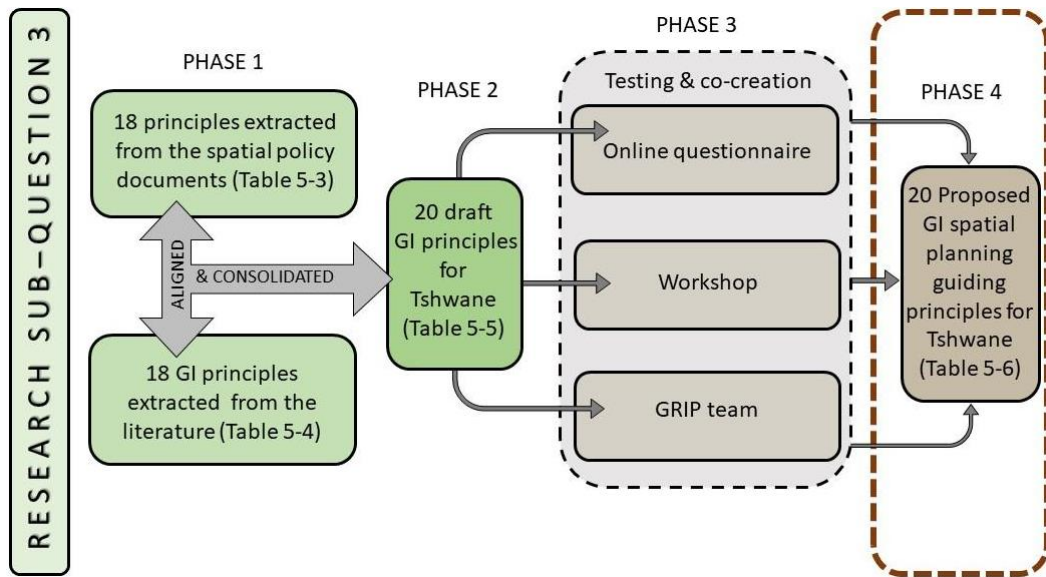 RESEARCH SUB-QUESTION 3
PHASE 1
18 principles extracted
from the spatial policy
documents (Table 5-3)
ALIGNED
& CONSOLIDATED
18 GI principles
extracted from the
literature (Table 5-4)
PHASE 2
20 draft
GI principles
for
Tshwane
(Table 5-5)
PHASE 3
Testing & co-creation
Online questionnaire
Workshop
GRIP team
PHASE 4
20 Proposed
GI spatial
planning
guiding
principles for
Tshwane
(Table 5-6)